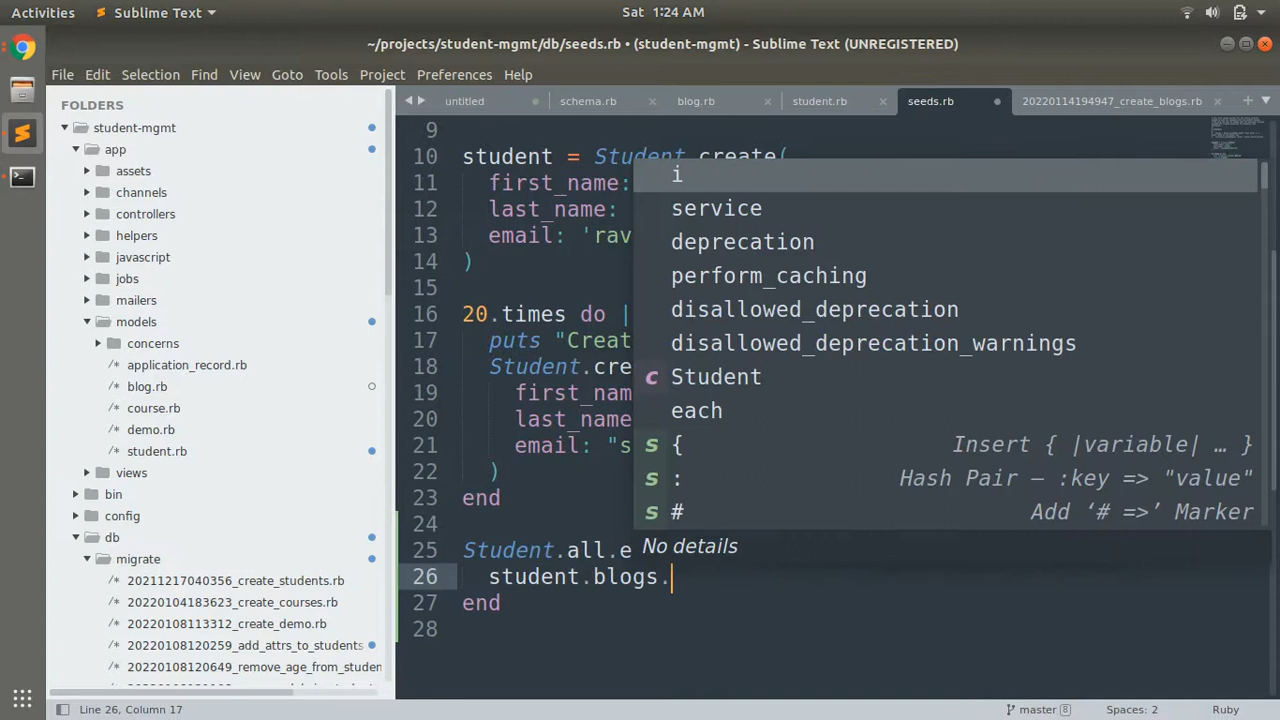 Activities
Sublime Text
Sat 1:24 AM
~/projects/student-mgmt/db/seeds.rb • (student-mgmt) - Sublime Text (UNREGISTERED)
File Edit Selection Find View Goto Tools Project Preferences Help
FOLDERS
student-mgmt
app
assets
channels
controllers
helpers
javascript
jobs
mailers
models
concerns
/* application_record.rb
/* blog.rb
/* course.rb
/* demo.rb
/* student.rb
views
bin
config
db
migrate
/* 20211217040356_create_students.rb
/* 20220104183623_create_courses.rb
/* 20220108113312_create_demo.rb
/* 20220108120259_add_attrs_to_students
/* 20220108120649_remove_age_from_studen
untitled
schema.rb
blog.rb
student.rb
seeds.rb
20220114194947_create_blogs.rb
9
10 student = Student.create(
11 first_name:
12 last_name:
13 email: 'rav
14 )
15
16 20.times do |
17 puts "Creat
18 Student.cre
19 first_nam
20 last_name
21 email: "s
22 )
23 end
24
25 Student.all.e
26 student.blogs.
27 end
28
i
service
deprecation
perform_caching
disallowed_deprecation
disallowed_deprecation_warnings
c Student
each
s { Insert { |variable| … }
s : Hash Pair — :key => "value"
s # Add ‘# =>’ Marker
No details
Line 26, Column 17
master 8
Spaces: 2
Ruby